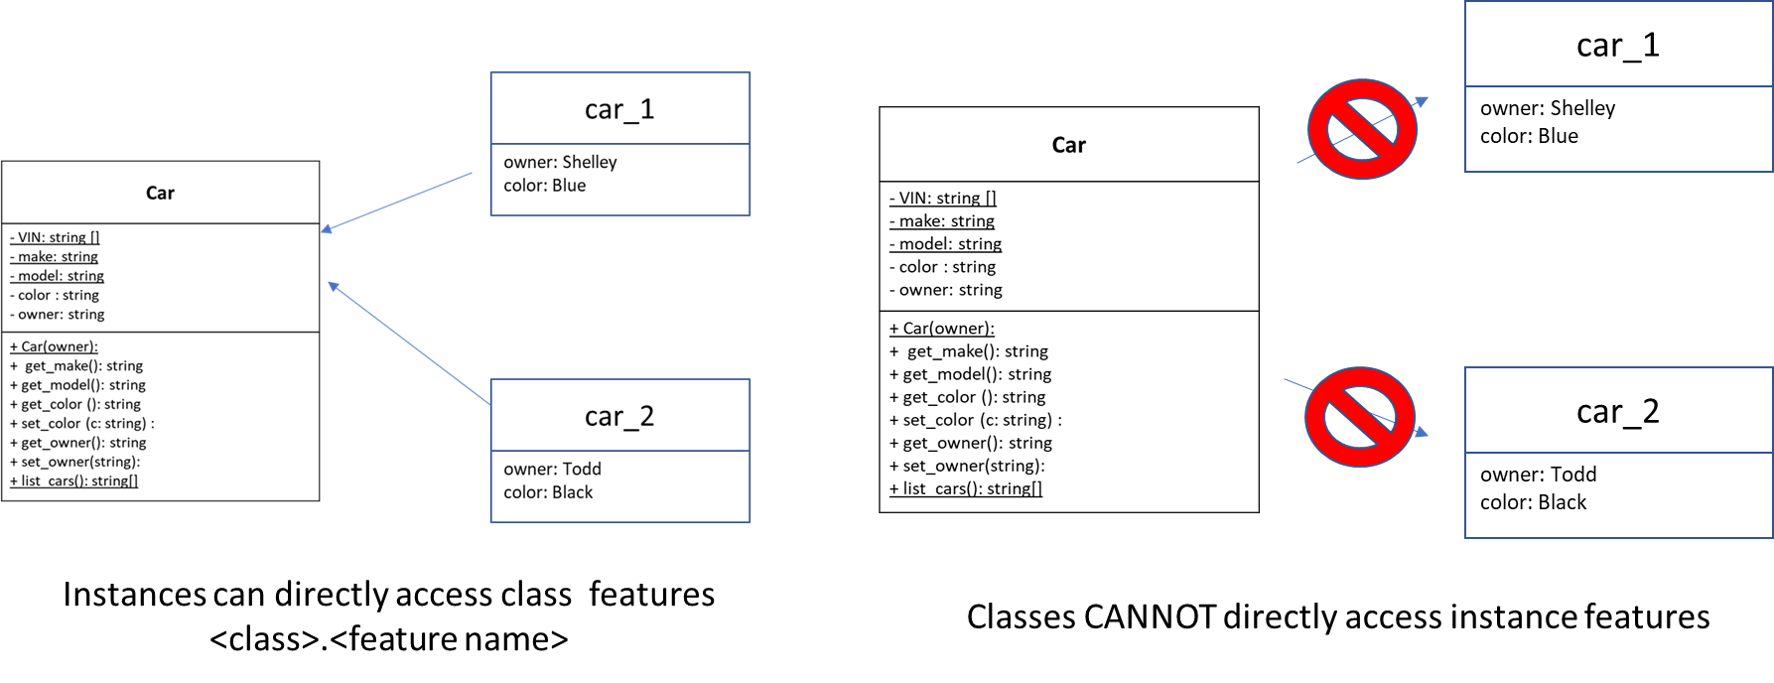 Car
- VIN: string []
- make: string
- model: string
- color : string
- owner: string
+ Car(owner):
+  get_make(): string
+ get_model(): string
+ get_color (): string
+ set_color (c: string) :
+ get_owner(): string
+ set_owner(string):
+ list_cars(): string[]
car_1
owner: Shelley
color: Blue
car_2
owner: Todd
color: Black
Instances can directly access class  features
<class>.<feature name>
Car
- VIN: string []
- make: string
- model: string
- color : string
- owner: string
+ Car(owner):
+  get_make(): string
+ get_model(): string
+ get_color (): string
+ set_color (c: string) :
+ get_owner(): string
+ set_owner(string):
+ list_cars(): string[]
car_1
owner: Shelley
color: Blue
car_2
owner: Todd
color: Black
Classes CANNOT directly access instance features